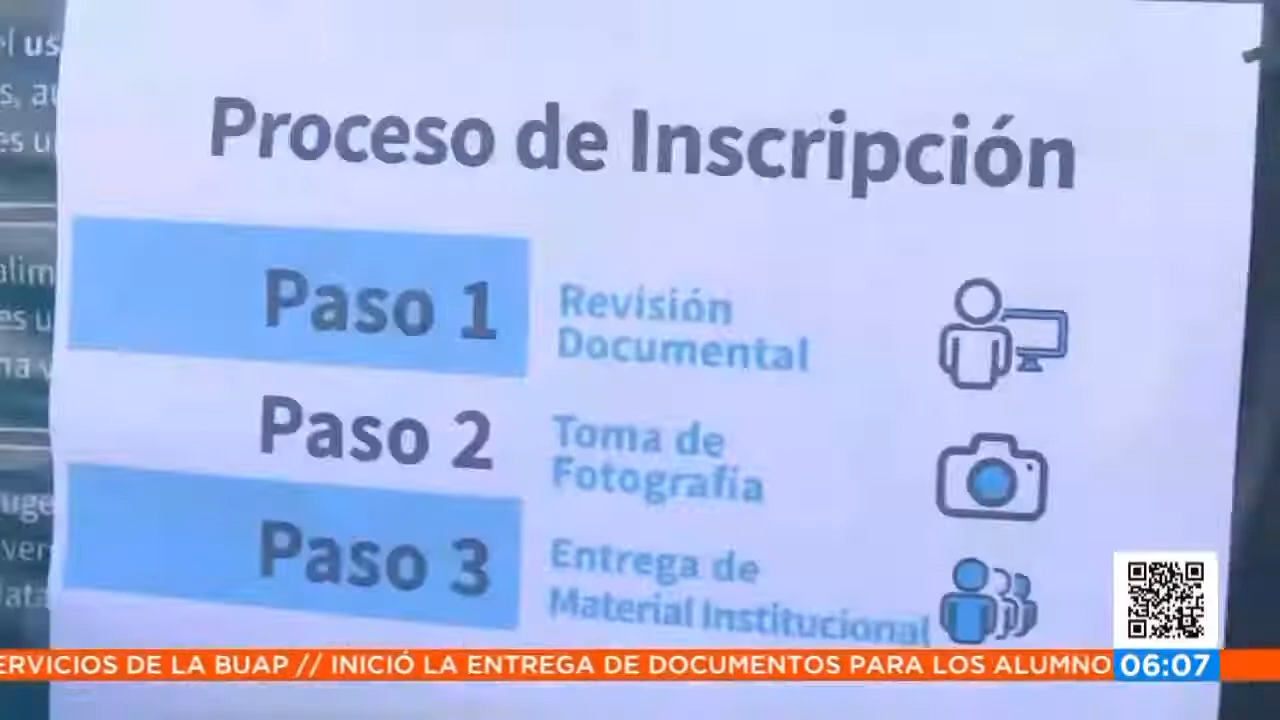 Proceso de Inscripción
Paso 1
Revisión
Documental
Paso 2
Toma de
Fotografía
Paso 3
Entrega de
Material Institucional
ERVICIOS DE LA BUAP // INICIÓ LA ENTREGA DE DOCUMENTOS PARA LOS ALUMNO
06:07